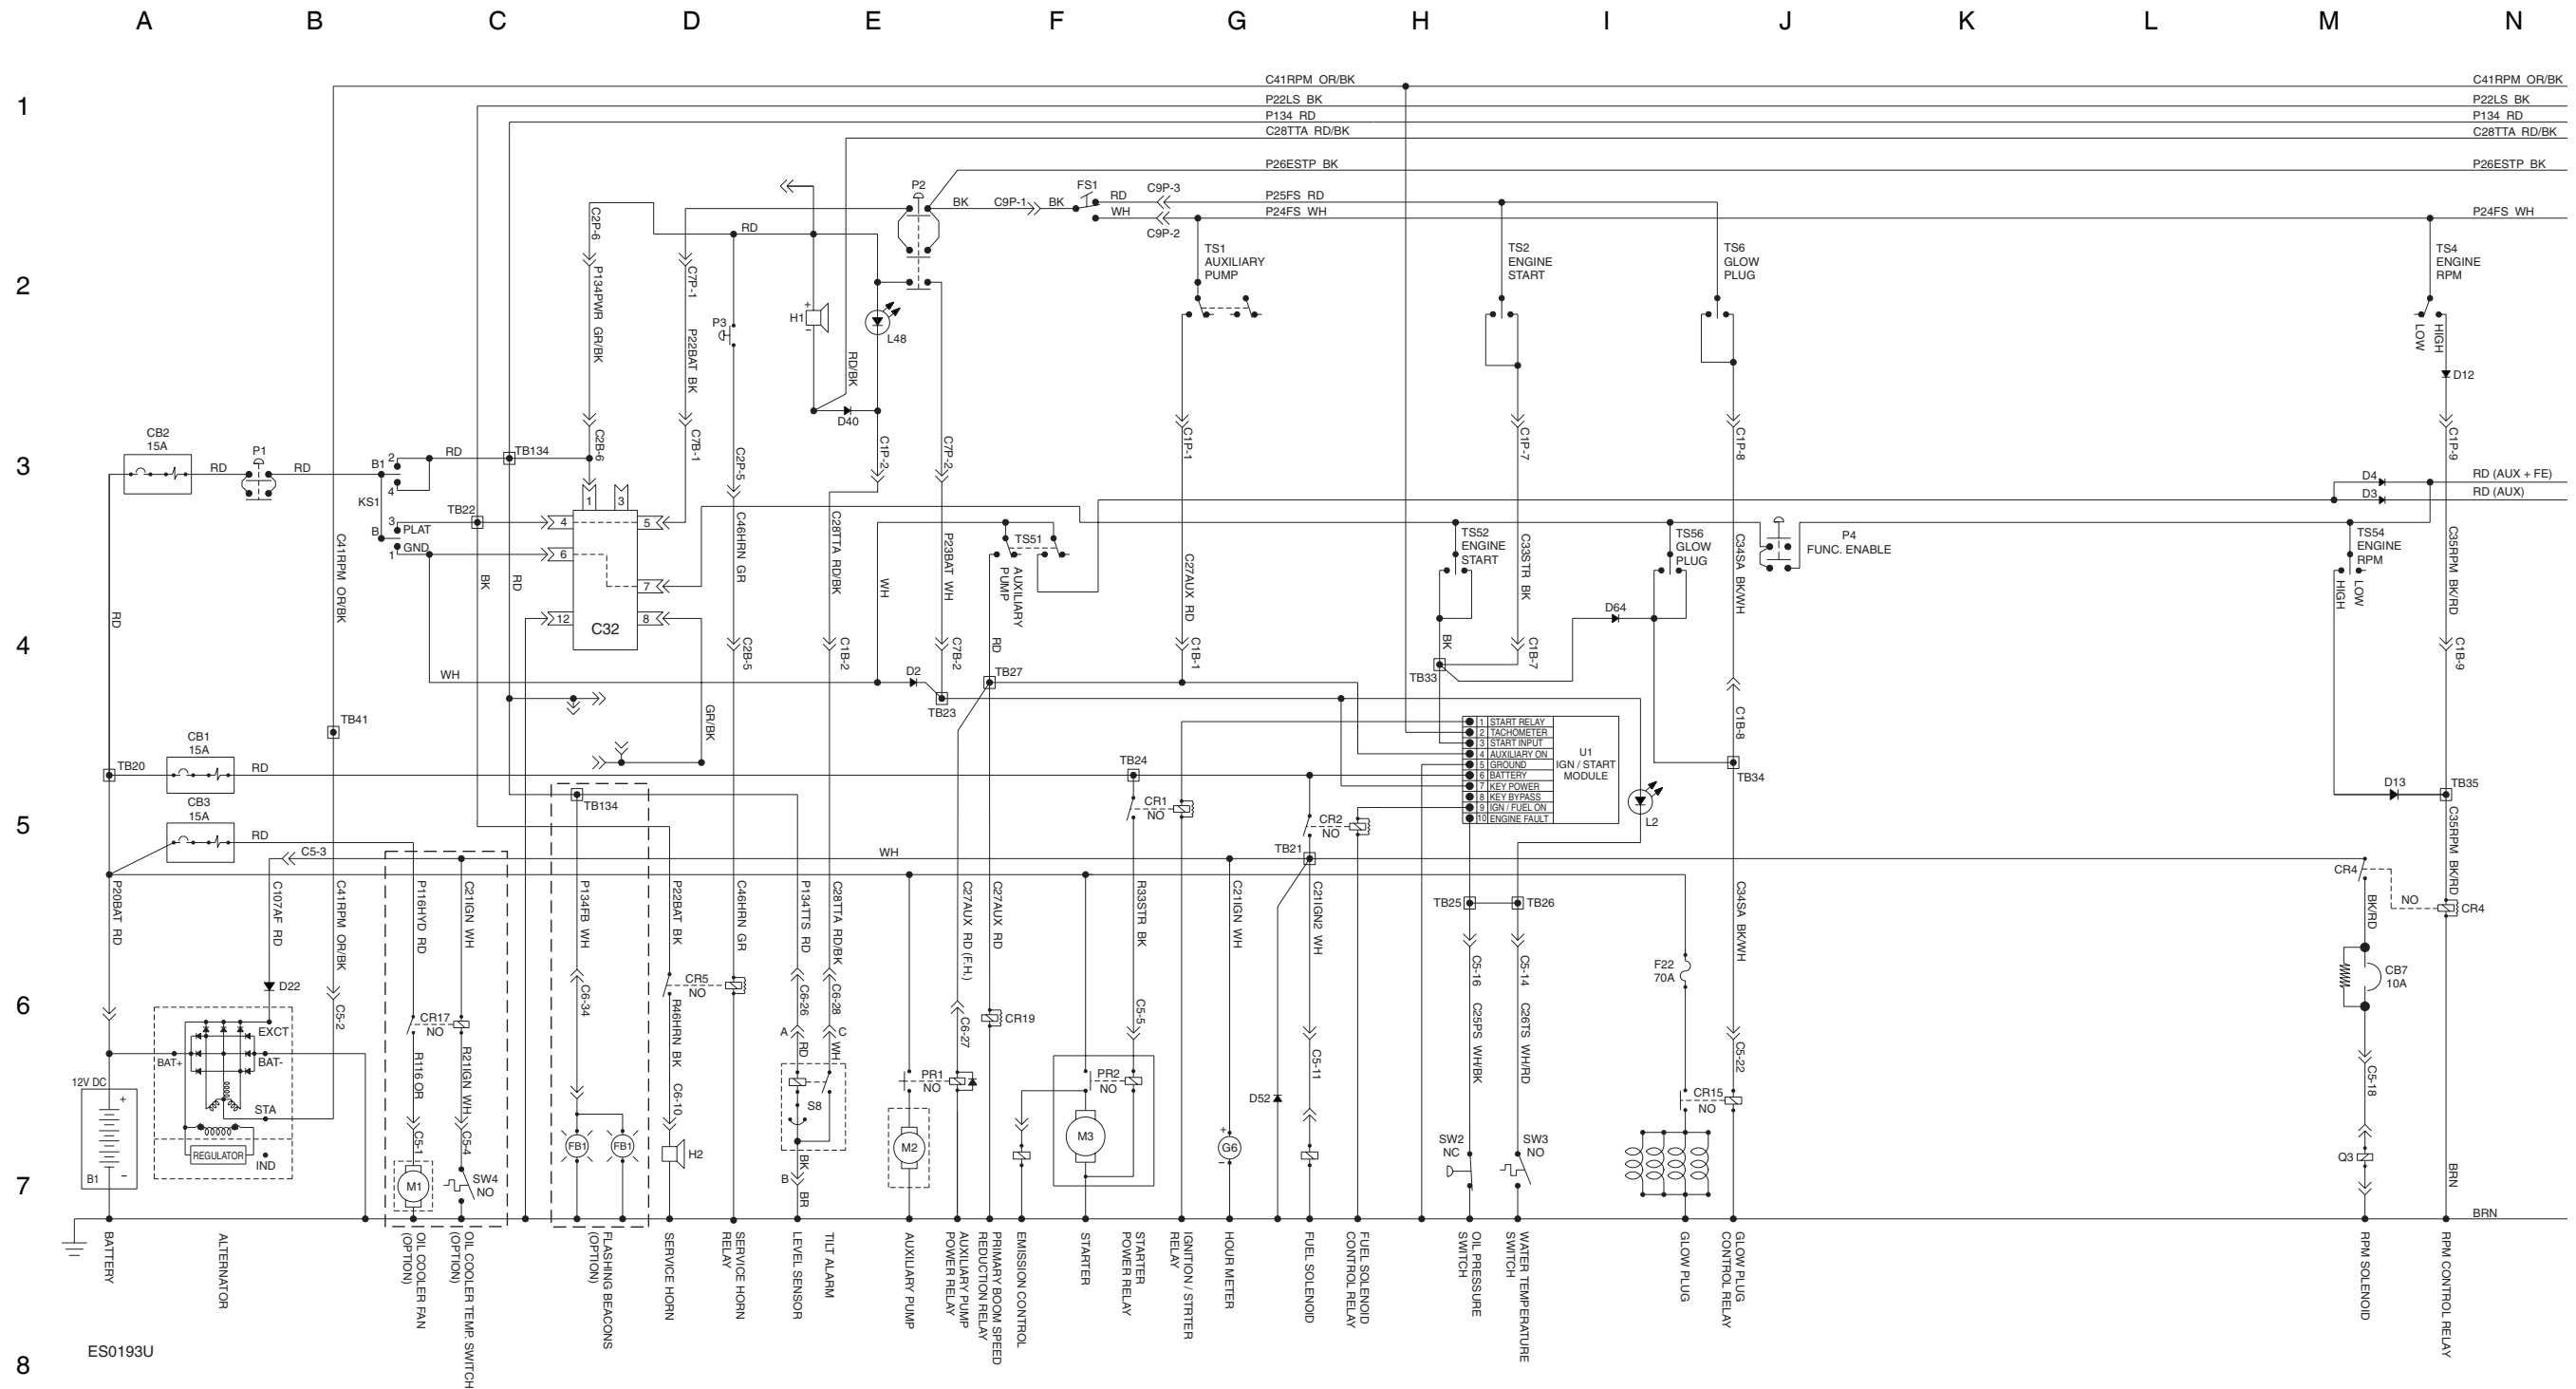 A B C D E F G H I J K L M N
1
C41RPM OR/BK
C41RPM OR/BK
P22LS BK
P22LS BK
P134 RD
P134 RD
C28TTA RD/BK
C28TTA RD/BK
P26ESTP BK
P26ESTP BK
P2
FS1
RD
C9P-3
P25FS RD
BK
C9P-1
BK
WH
P24FS WH
P24FS WH
C9P-2
C2P-6
RD
2
TS1
AUXILIARY
PUMP
TS2
ENGINE
START
TS6
GLOW
PLUG
TS4
ENGINE
RPM
P134PWR GR/BK
C7P-1
P22BAT BK
P3
+
H1
-
L48
RD/BK
LOW
HIGH
D12
D40
3
CB2
15A
RD
P1
RD
B1
2
4
RD
TB134
C2B-6
C7B-1
C2P-5
C1P-2
C7P-2
C1P-1
C1P-7
C1P-8
C1P-9
D4
RD (AUX + FE)
D3
RD (AUX)
KS1
TB22
1
3
B
3
PLAT
1
GND
4
5
6
7
12
8
C32
C41RPM OR/BK
BK
RD
C46HRN GR
C28TTA RD/BK
WH
P23BAT WH
TS51
AUXILIARY
PUMP
C27AUX RD
TS52
ENGINE
START
C33STR BK
TS56
GLOW
PLUG
C34SA BK/WH
P4
FUNC. ENABLE
TS54
ENGINE
RPM
HIGH
LOW
C35RPM BK/RD
4
RD
D64
C2B-5
C1B-2
C7B-2
RD
C1B-1
BK
C1B-7
C1B-9
WH
D2
TB27
TB33
TB23
TB41
GR/BK
C1B-8
CB1
15A
TB20
RD
TB24
1 START RELAY
2 TACHOMETER
3 START INPUT
4 AUXILIARY ON
5 GROUND
6 BATTERY
7 KEY POWER
8 KEY BYPASS
9 IGN / FUEL ON
10 ENGINE FAULT
U1
IGN / START
MODULE
TB34
D13
TB35
5
CB3
15A
RD
TB134
CR1
NO
CR2
NO
L2
C5-3
WH
TB21
CR4
C35RPM BK/RD
P20BAT RD
C107AF RD
C41RPM OR/BK
P116HYD RD
C21IGN WH
P134FB WH
P22BAT BK
C46HRN GR
P134TTS RD
C28TTA RD/BK
C27AUX RD (F.H.)
C27AUX RD
R33STR BK
C21IGN WH
C21IGN2 WH
TB25
TB26
C34SA BK/WH
BK/RD
NO
CR4
6
D22
C5-2
CR17
NO
C6-34
CR5
NO
C6-26
C6-28
C6-27
CR19
C5-5
C5-16
C5-14
F22
70A
CB7
10A
EXCT
BAT+
BAT-
R116 OR
R21IGN WH
R46HRN BK
A
RD
C
WH
C5-11
C25PS WH/BK
C26TS WH/RD
C5-22
12V DC
+
STA
C6-10
S8
PR1
NO
PR2
NO
D52
CR15
NO
C5-18
7
B1
-
REGULATOR
IND
C5-1
M1
C5-4
SW4
NO
FB1
FB1
H2
BK
B
BR
M2
M3
+
G6
-
SW2
NC
SW3
NO
Q3
BRN
BRN
BATTERY
ALTERNATOR
OIL COOLER FAN
(OPTION)
OIL COOLER TEMP. SWITCH
(OPTION)
FLASHING BEACONS
(OPTION)
SERVICE HORN
SERVICE HORN
RELAY
LEVEL SENSOR
TILT ALARM
AUXILIARY PUMP
AUXILIARY PUMP
POWER RELAY
PRIMARY BOOM SPEED
REDUCTION RELAY
EMISSION CONTROL
STARTER
STARTER
POWER RELAY
IGNITION / STRTER
RELAY
HOUR METER
FUEL SOLENOID
FUEL SOLENOID
CONTROL RELAY
OIL PRESSURE
SWITCH
WATER TEMPERATURE
SWITCH
GLOW PLUG
GLOW PLUG
CONTROL RELAY
RPM SOLENOID
RPM CONTROL RELAY
8
ES0193U